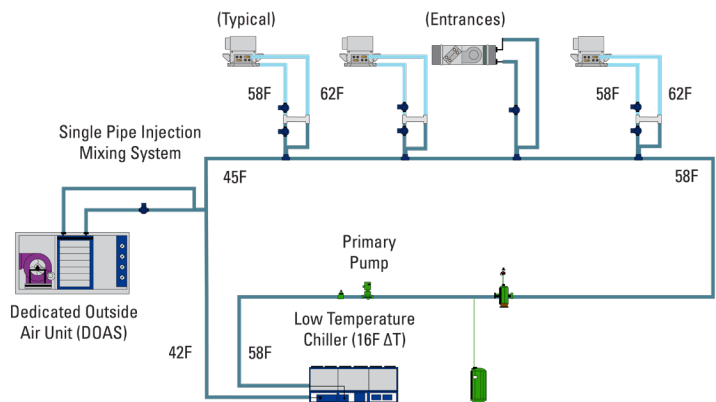 (Typical)
(Entrances)
58F
62F
58F
62F
Single Pipe Injection
Mixing System
45F
58F
Primary
Pump
Dedicated Outside
Air Unit (DOAS)
Low Temperature
Chiller (16F ΔT)
42F
58F